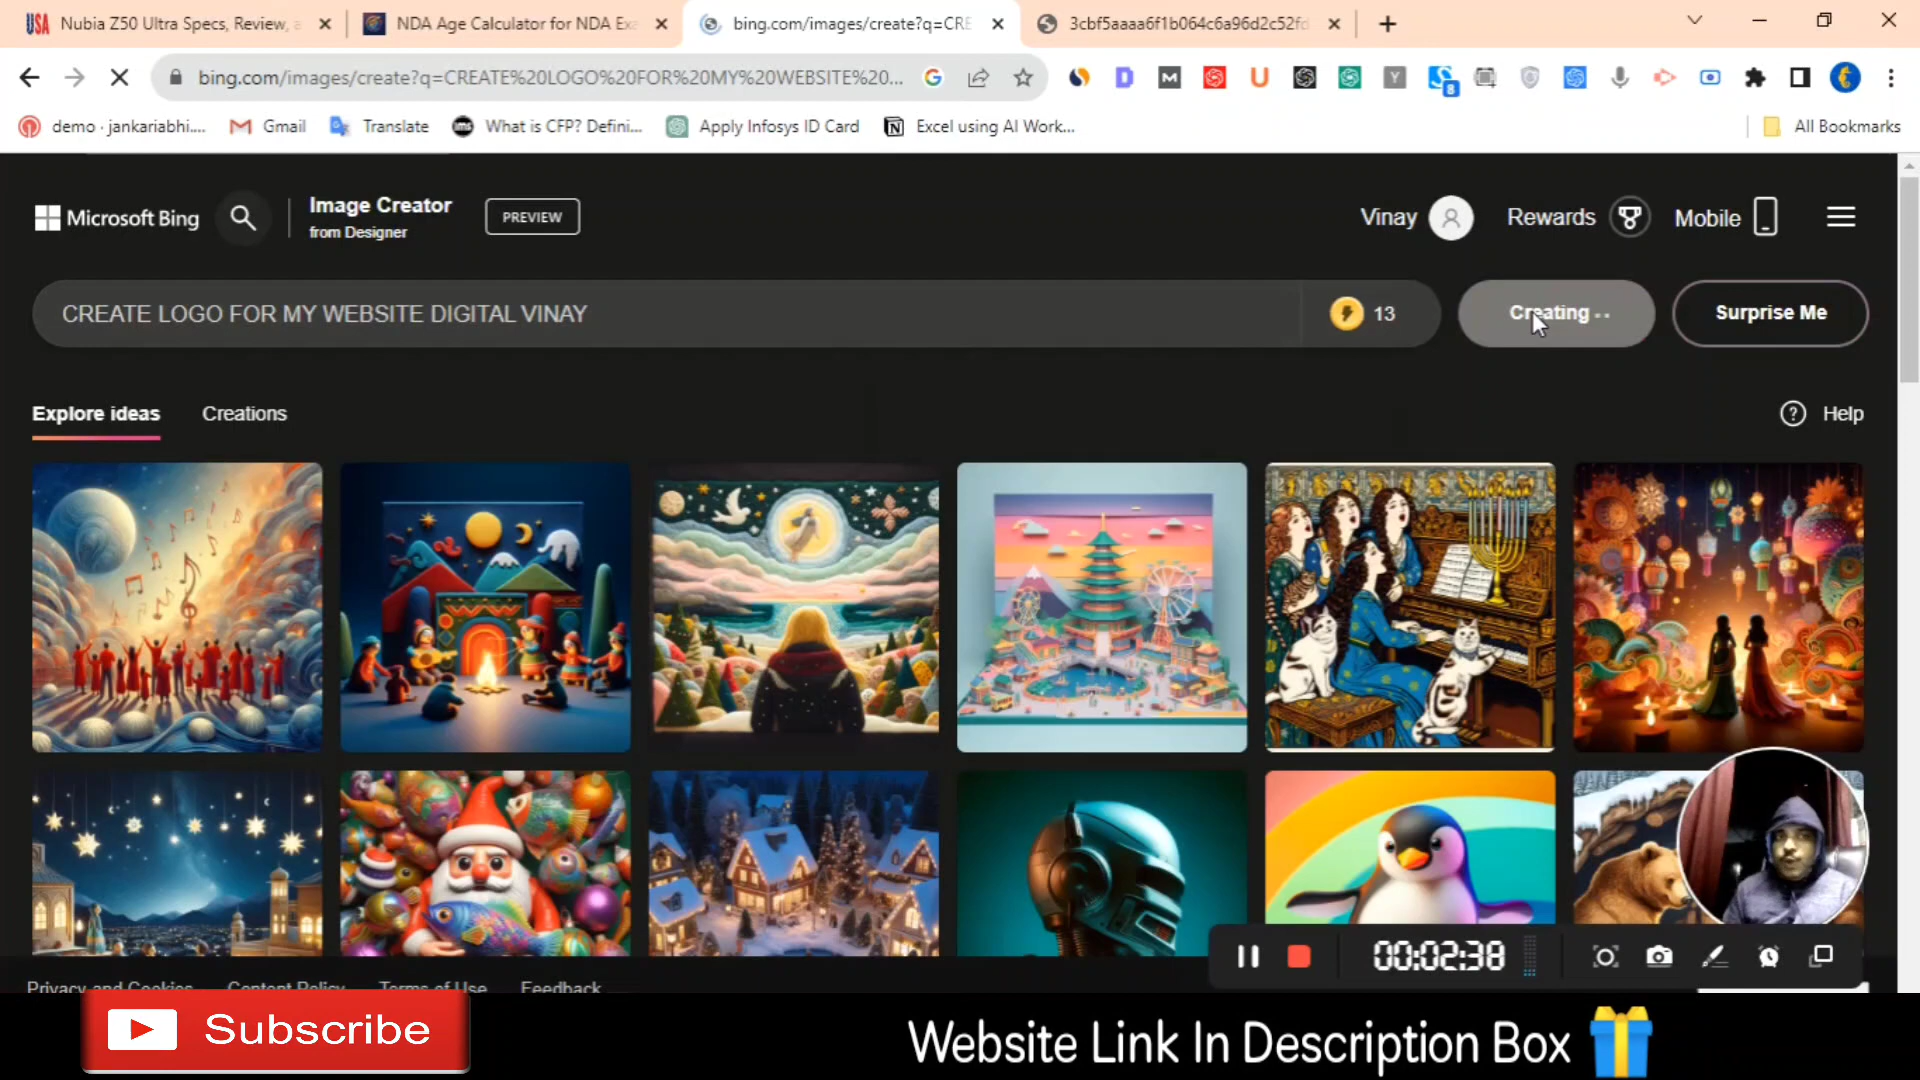 USA Nubia Z50 Ultra Specs, Review, a
NDA Age Calculator for NDA Exa
bing.com/images/create?q=CRE
3cbf5aaaa6f1b064c6a96d2c52fd
bing.com/images/create?q=CREATE%20LOGO%20FOR%20MY%20WEBSITE%20...
8
demo · jankariabhi....
Gmail
Translate
What is CFP? Defini...
Apply Infosys ID Card
Excel using AI Work...
All Bookmarks
Microsoft Bing
Image Creator
from Designer
PREVIEW
Vinay
Rewards
Mobile
CREATE LOGO FOR MY WEBSITE DIGITAL VINAY
13
Creating
Surprise Me
Explore ideas
Creations
Help
00:02:38
Privacy and Cookies
Content Policy
Terms of Use
Feedback
Subscribe
Website Link In Description Box